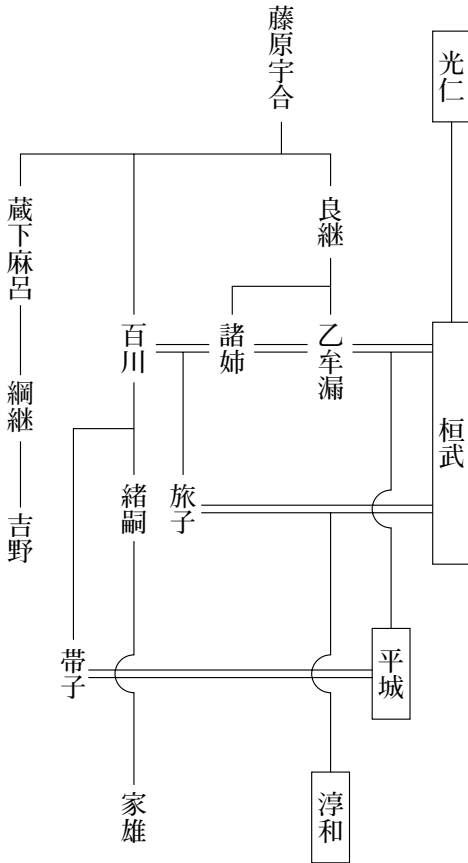 光仁
桓武
平城
淳和
藤原宇合
良継
乙牟漏
諸姉
旅子
百川
緒嗣
帯子
家雄
蔵下麻呂
綱継
吉野